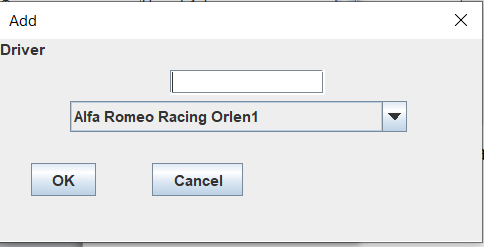 Add
Driver
Alfa Romeo Racing Orlen1
OK
Cancel